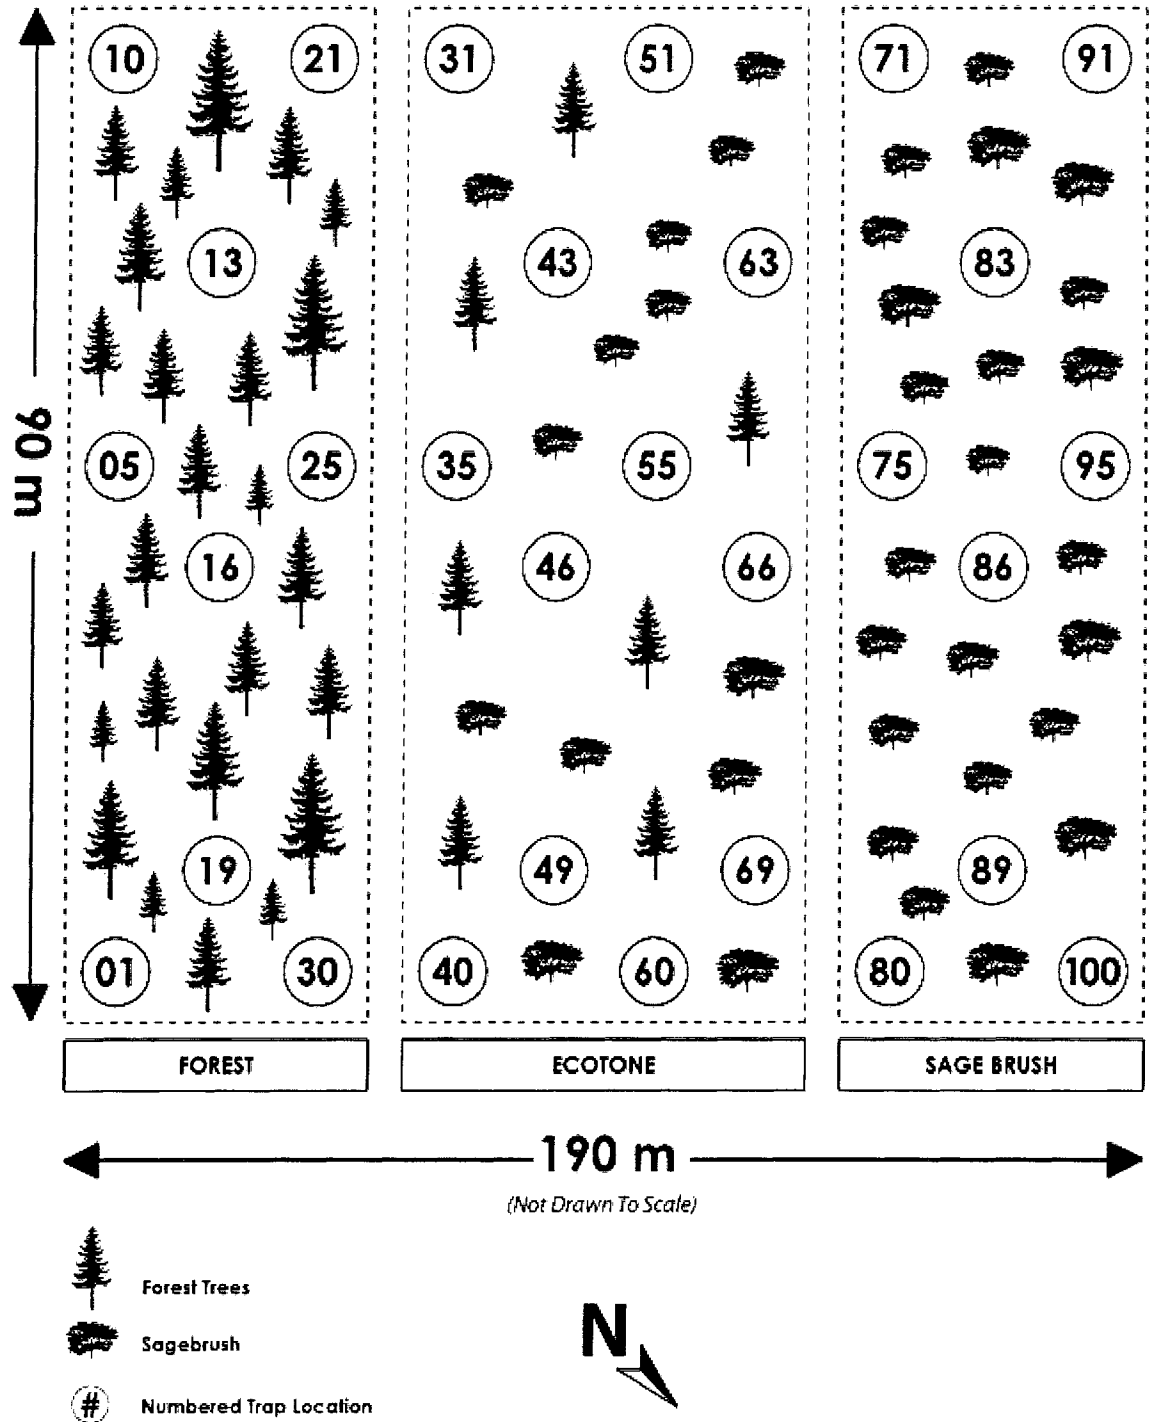 10 21 31 51 71 91
13 43 63 83
90 m
05 25 35 55 75 95
16 46 66 86
19 49 69 89
01 30 40 60 80 100
FOREST ECOTONE SAGE BRUSH
190 m
(Not Drawn To Scale)
Forest Trees
Sagebrush
# Numbered Trap Location
N